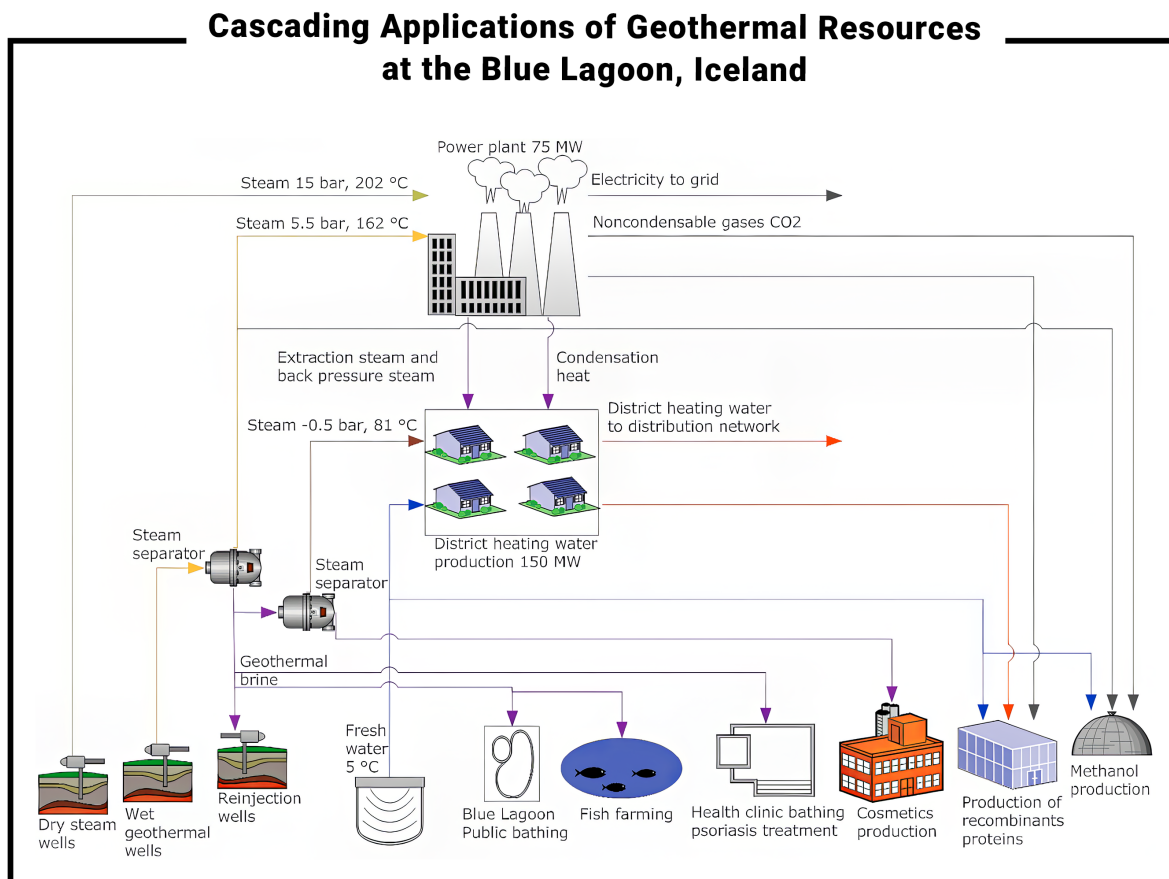 Cascading Applications of Geothermal Resources
at the Blue Lagoon, Iceland
Power plant 75 MW
Steam 15 bar, 202 °C
Electricity to grid
Steam 5.5 bar, 162 °C
Noncondensable gases CO2
Extraction steam and
back pressure steam
Condensation
heat
Steam -0.5 bar, 81 °C
District heating water
to distribution network
Steam
separator
District heating water
production 150 MW
Steam
separator
Geothermal
brine
Fresh
water
5 °C
Dry steam
wells
Wet
geothermal
wells
Reinjection
wells
Blue Lagoon
Public bathing
Fish farming
Health clinic bathing
psoriasis treatment
Cosmetics
production
Production of
recombinants
proteins
Methanol
production